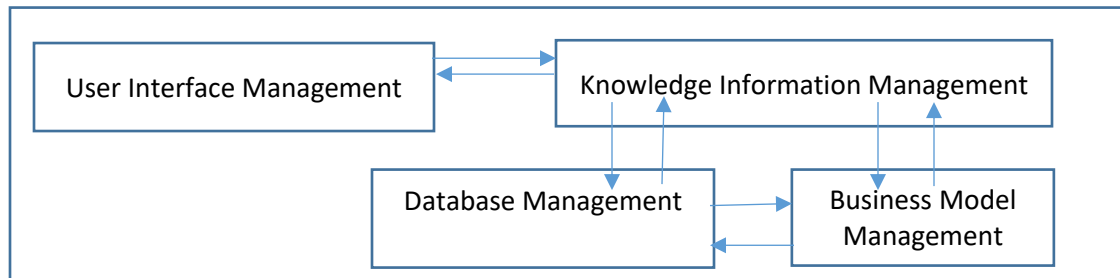 User Interface Management
Knowledge Information Management
Database Management
Business Model
Management